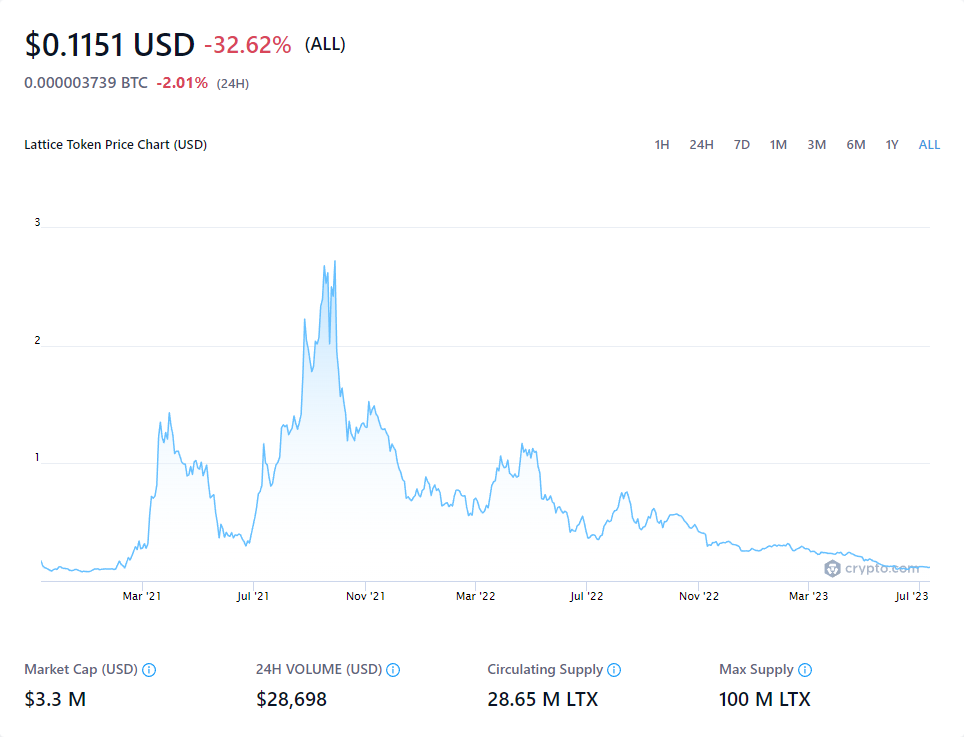 $0.1151 USD -32.62% (ALL)
0.000003739 BTC -2.01% (24H)
Lattice Token Price Chart (USD) 1H 24H 7D 1M 3M 6M 1Y ALL
3
2
1
crypto.com
Mar '21 Jul '21 Nov '21 Mar '22 Jul '22 Nov '22 Mar '23 Jul '23
Market Cap (USD) 24H VOLUME (USD) Circulating Supply Max Supply
$3.3 M $28,698 28.65 M LTX 100 M LTX